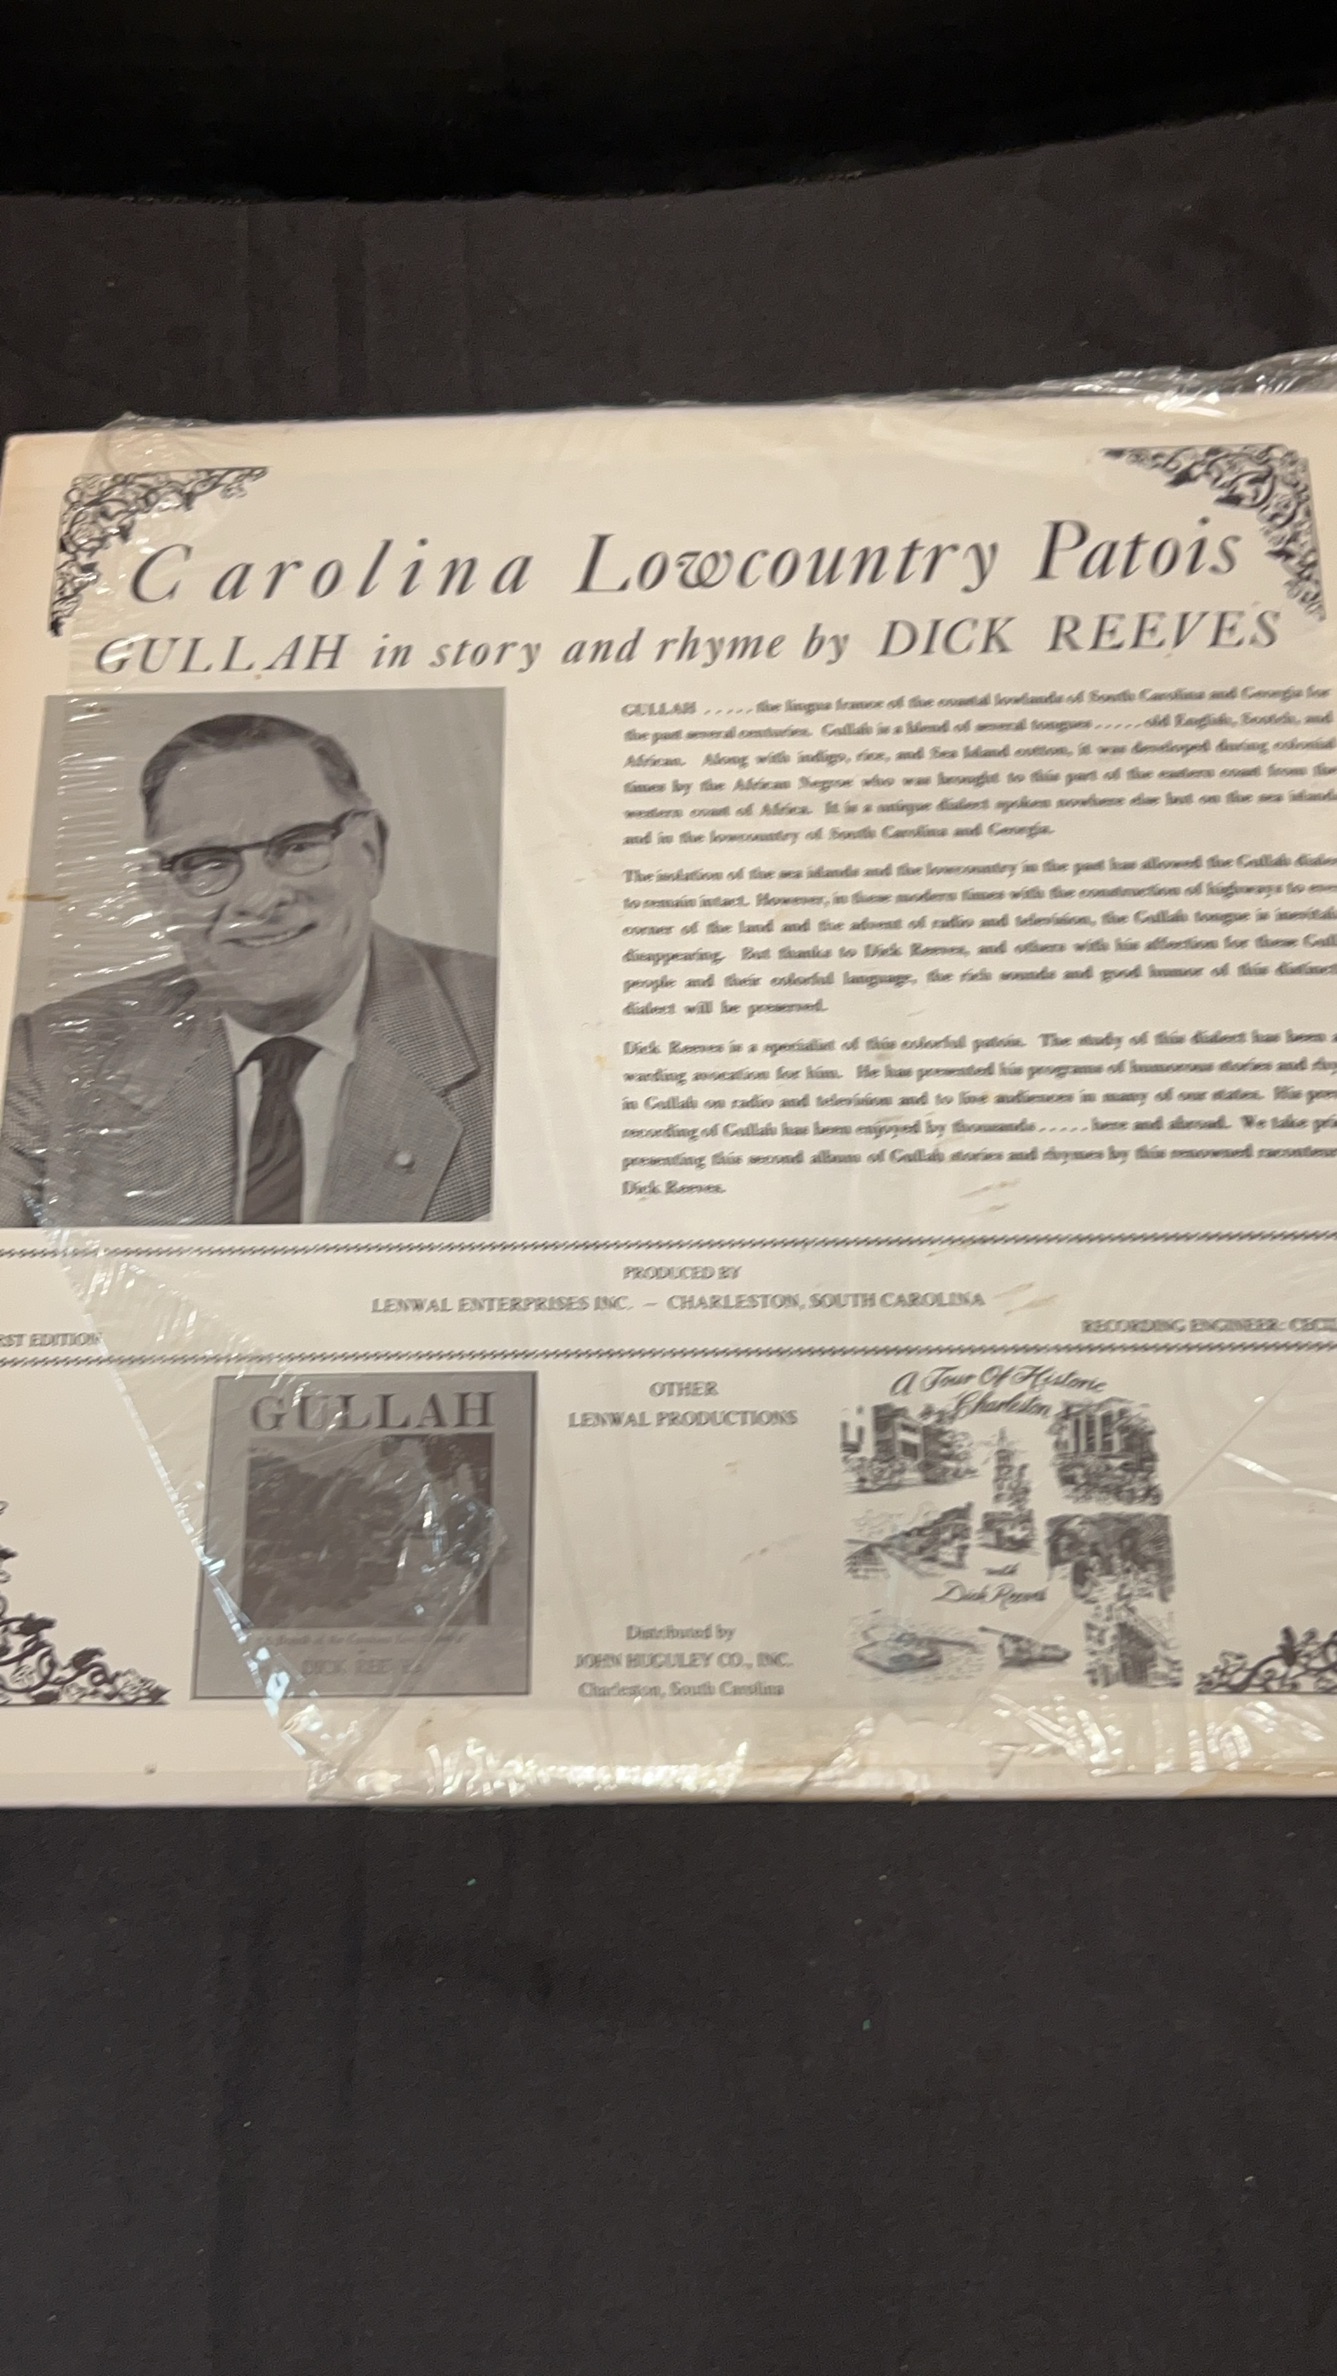 Carolina Lowcountry Patois
GULLAH in story and rhyme by DICK REEVES
GULLAH ..... the lingua franca of the coastal lowlands of South Carolina and Georgia for
the past several centuries. Gullah is a blend of several tongues ..... old English, Scotch, and
African. Along with indigo, rice, and Sea Island cotton, it was developed during colonial
times by the African Negroe who was brought to this part of the eastern coast from the
western coast of Africa. It is a unique dialect spoken nowhere else but on the sea islands
and in the lowcountry of South Carolina and Georgia.
The isolation of the sea islands and the lowcountry in the past has allowed the Gullah
to remain intact. However, in these modern times with the construction of highways to
corner of the land and the advent of radio and television, the Gullah tongue is
disappearing. But thanks to Dick Reeves, and others with his affection for these
people and their colorful language, the rich sounds and good humor of this
dialect will be preserved.
Dick Reeves is a specialist of this colorful patois. The study of this dialect has been
warding avocation for him. He has presented his programs of humorous stories and
in Gullah on radio and television and to live audiences in many of our states. His
recording of Gullah has been enjoyed by thousands ..... here and abroad. We take
presenting this second album of Gullah stories and rhymes by this renowned
Dick Reeves.
PRODUCED BY
LENWAL ENTERPRISES INC. — CHARLESTON, SOUTH CAROLINA
RST EDITION
RECORDING ENGINEER: CECIL
GULLAH
DICK REEVES
OTHER
LENWAL PRODUCTIONS
Distributed by
JOHN HUGULEY CO., INC.
Charleston, South Carolina
A Tour Of Historic
Charleston
with
Dick Reeves